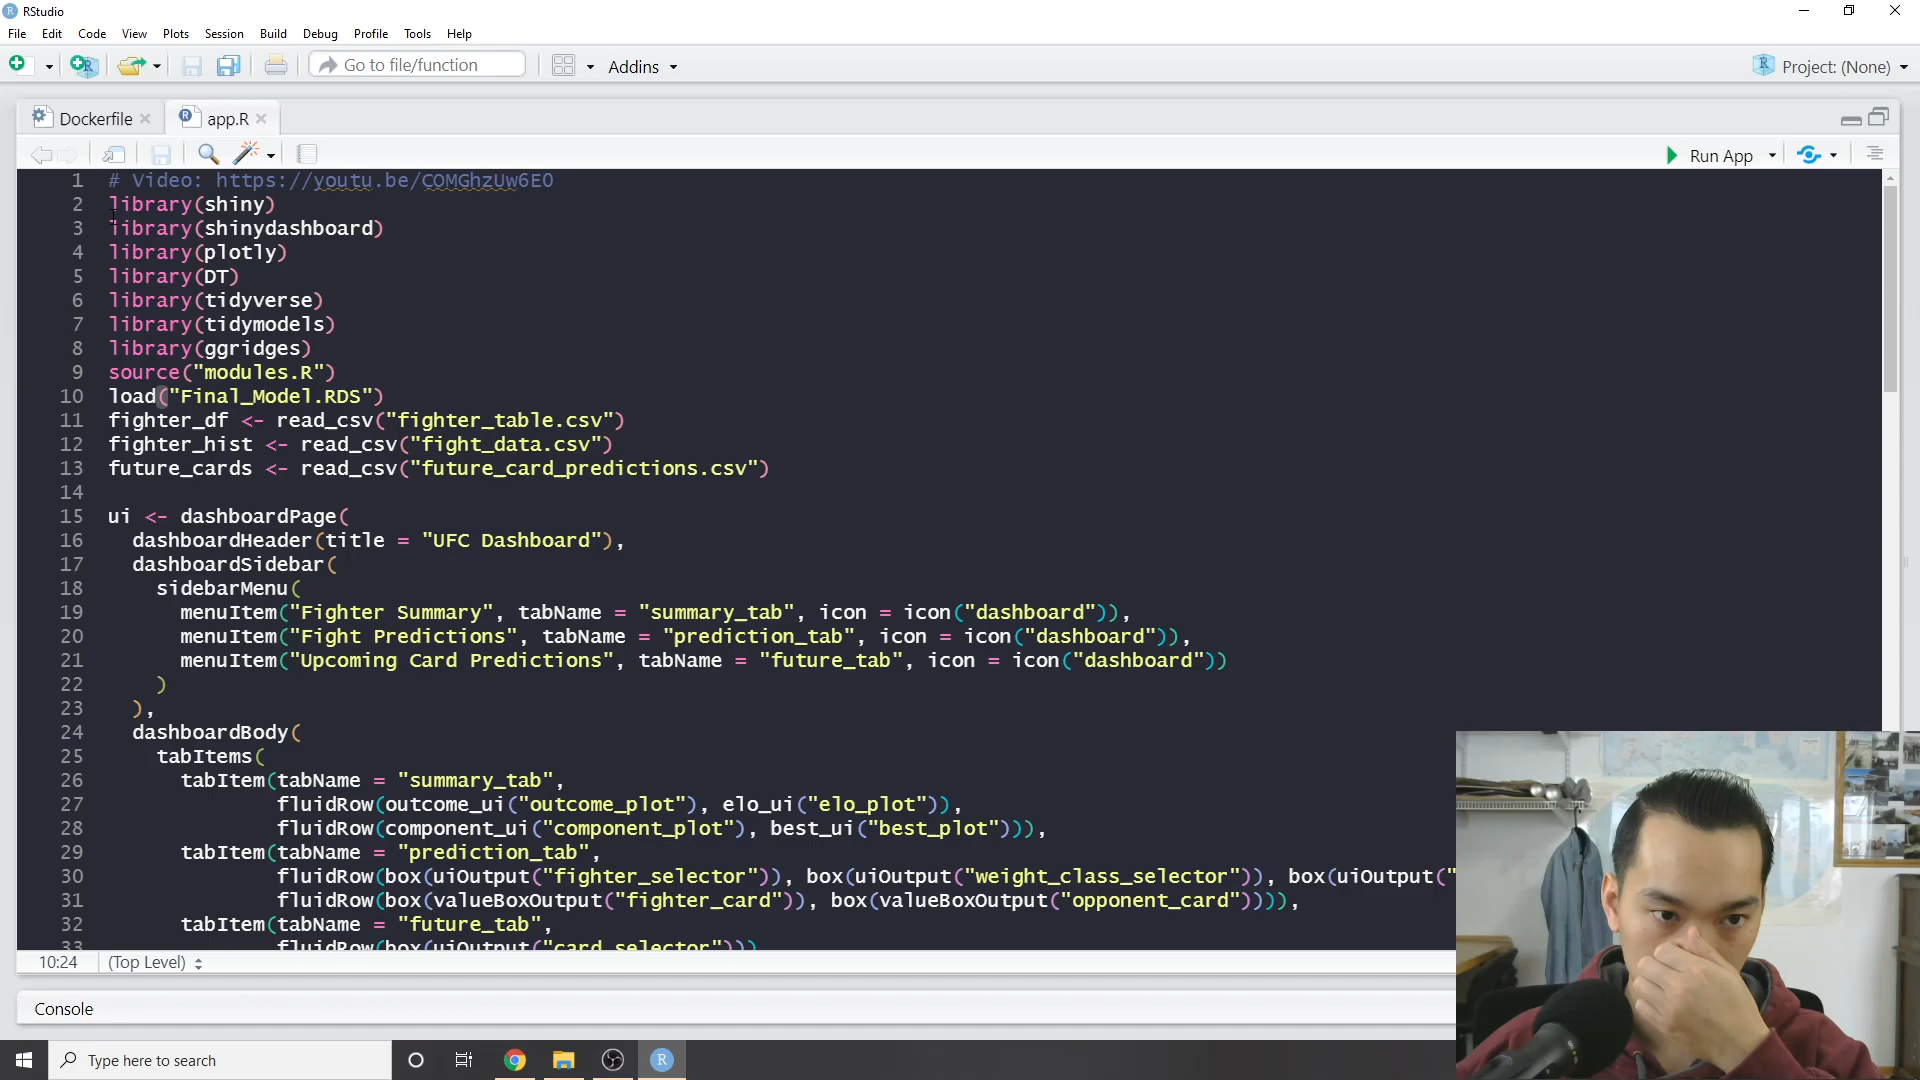 RStudio
File Edit Code View Plots Session Build Debug Profile Tools Help
Go to file/function Addins Project: (None)
Dockerfile app.R
Run App
1 # Video: https://youtu.be/COMGhzUw6E0
2 library(shiny)
3 library(shinydashboard)
4 library(plotly)
5 library(DT)
6 library(tidyverse)
7 library(tidymodels)
8 library(ggridges)
9 source("modules.R")
10 load("Final_Model.RDS")
11 fighter_df <- read_csv("fighter_table.csv")
12 fighter_hist <- read_csv("fight_data.csv")
13 future_cards <- read_csv("future_card_predictions.csv")
14
15 ui <- dashboardPage(
16 dashboardHeader(title = "UFC Dashboard"),
17 dashboardSidebar(
18 sidebarMenu(
19 menuItem("Fighter Summary", tabName = "summary_tab", icon = icon("dashboard")),
20 menuItem("Fight Predictions", tabName = "prediction_tab", icon = icon("dashboard")),
21 menuItem("Upcoming Card Predictions", tabName = "future_tab", icon = icon("dashboard"))
22 )
23 ),
24 dashboardBody(
25 tabItems(
26 tabItem(tabName = "summary_tab",
27 fluidRow(outcome_ui("outcome_plot"), elo_ui("elo_plot")),
28 fluidRow(component_ui("component_plot"), best_ui("best_plot"))),
29 tabItem(tabName = "prediction_tab",
30 fluidRow(box(uiOutput("fighter_selector")), box(uiOutput("weight_class_selector")), box(uiOutput("
31 fluidRow(box(valueBoxOutput("fighter_card")), box(valueBoxOutput("opponent_card")))),
32 tabItem(tabName = "future_tab",
33 fluidRow(box(uiOutput("card_selector")))
10:24 (Top Level)
Console
Type here to search